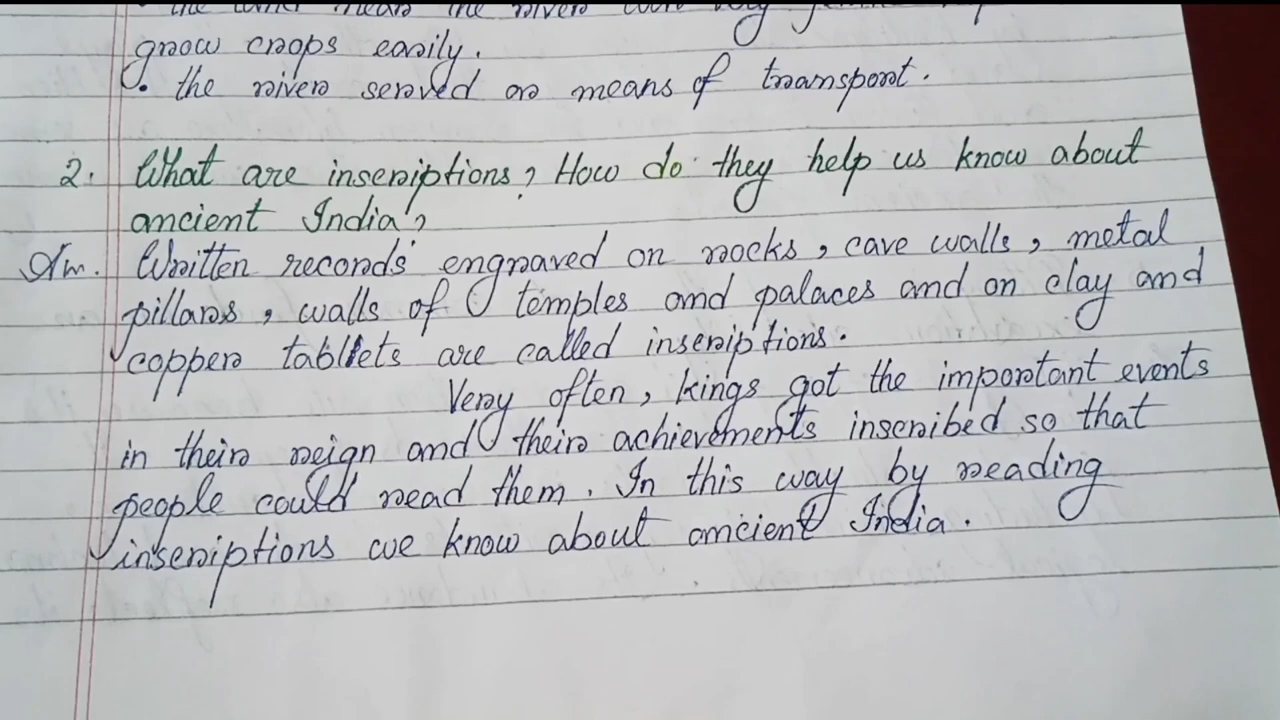 grow crops easily.
• the rivers served as means of transport.
2. What are inscriptions? How do they help us know about
ancient India?
Ans. Written records engraved on rocks, cave walls, metal
pillars, walls of temples and palaces and on clay and
copper tablets are called inscriptions.
Very often, kings got the important events
in their reign and their achievements inscribed so that
people could read them. In this way by reading
inscriptions we know about ancient India.